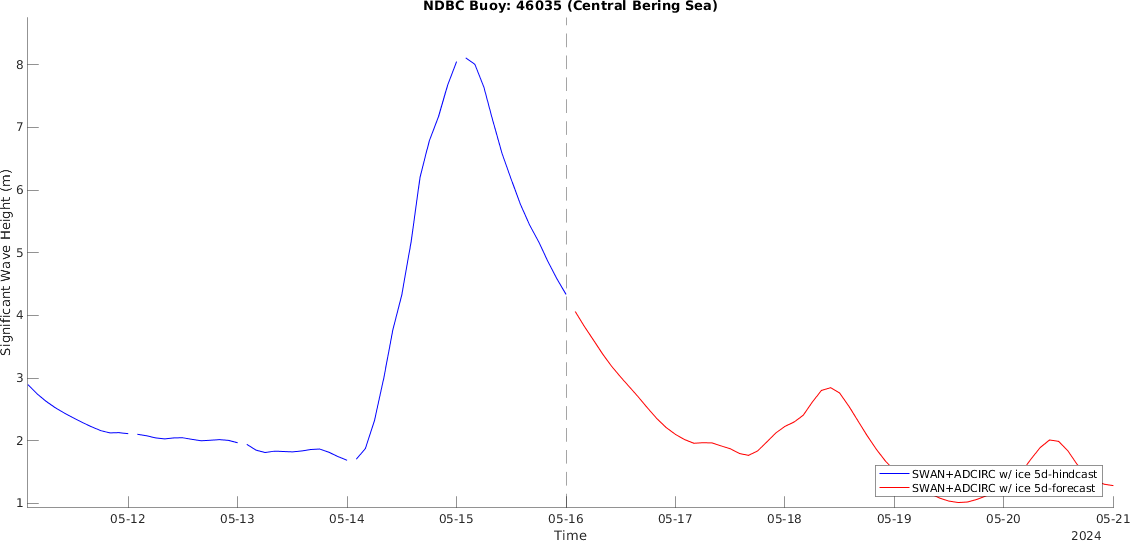 NDBC Buoy: 46035 (Central Bering Sea)
8
7
6
5
4
3
2
1
Significant Wave Height (m)
SWAN+ADCIRC w/ ice 5d-hindcast
SWAN+ADCIRC w/ ice 5d-forecast
05-12 05-13 05-14 05-15 05-16 05-17 05-18 05-19 05-20 05-21
Time
2024